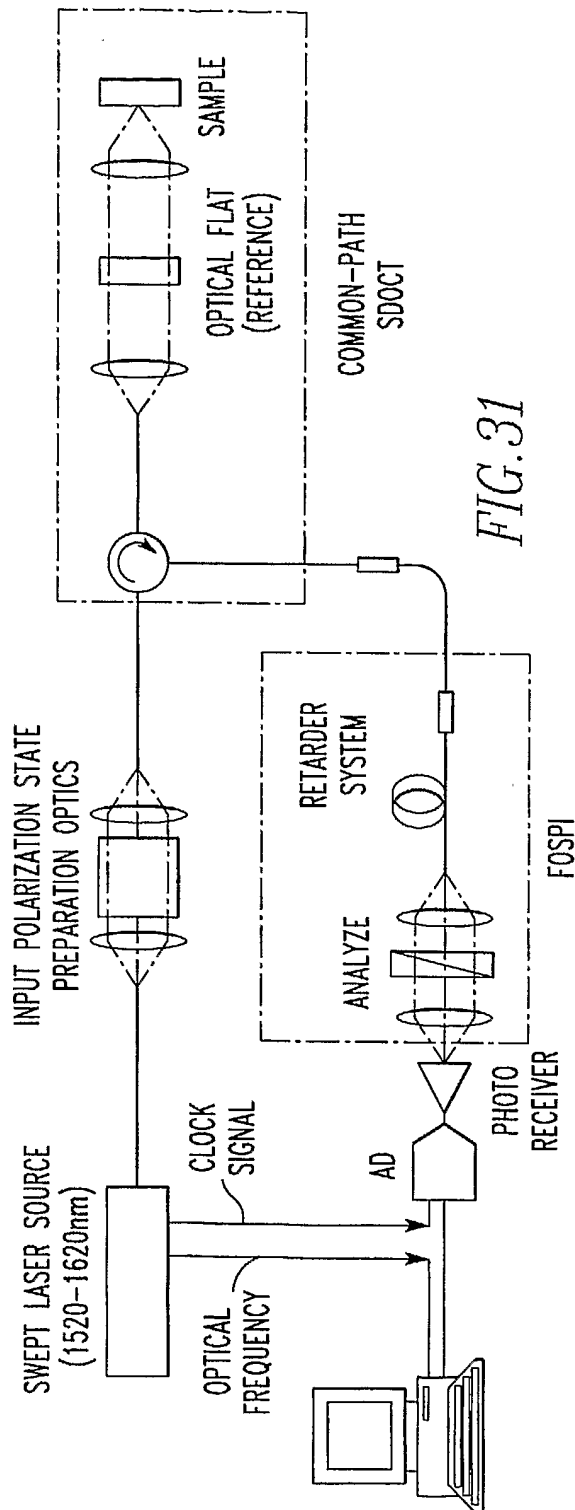 SWEPT LASER SOURCE
(1520-1620nm)
INPUT POLARIZATION STATE
PREPARATION OPTICS
OPTICAL FLAT
(REFERENCE)
SAMPLE
COMMON-PATH
SDOCT
OPTICAL
FREQUENCY
CLOCK
SIGNAL
AD
PHOTO
RECEIVER
ANALYZE
RETARDER
SYSTEM
FOSPI
FIG.31